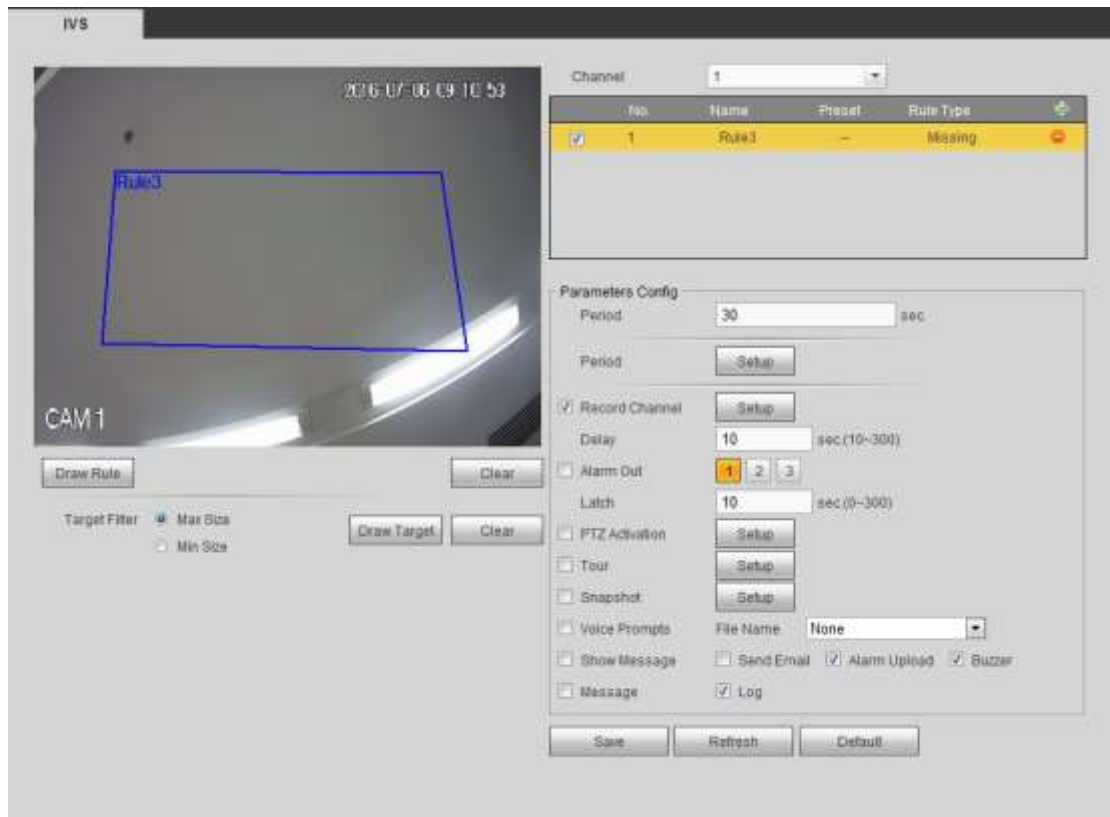 IVS
2016-07-06 09 10 53
Rule3
CAM 1
Draw Rule Clear
Target Filter Max Size Draw Target Clear
Min Size
Channel 1
No. Name Preset Rule Type
1 Rule3 -- Missing
Parameters Config
Period 30 sec.
Period Setup
Record Channel Setup
Delay 10 sec.(10~300)
Alarm Out 1 2 3
Latch 10 sec.(0~300)
PTZ Activation Setup
Tour Setup
Snapshot Setup
Voice Prompts File Name None
Show Message Send Email Alarm Upload Buzzer
Message Log
Save Refresh Default